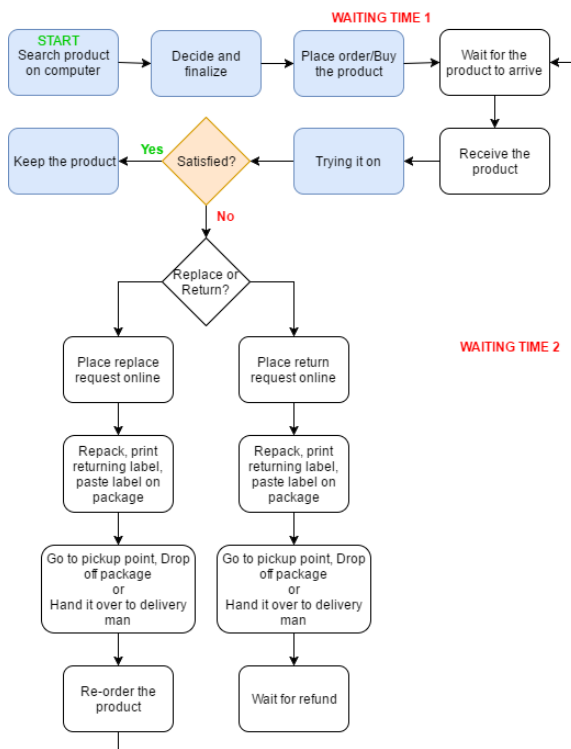 WAITING TIME 1
START
Search product
on computer
Decide and
finalize
Place order/Buy
the product
Wait for the
product to arrive
Keep the product
Yes
Satisfied?
Trying it on
Receive the
product
No
Replace or
Return?
Place replace
request online
Place return
request online
WAITING TIME 2
Repack, print
returning label,
paste label on
package
Repack, print
returning label,
paste label on
package
Go to pickup point, Drop
off package
or
Hand it over to delivery
man
Go to pickup point, Drop
off package
or
Hand it over to delivery
man
Re-order the
product
Wait for refund